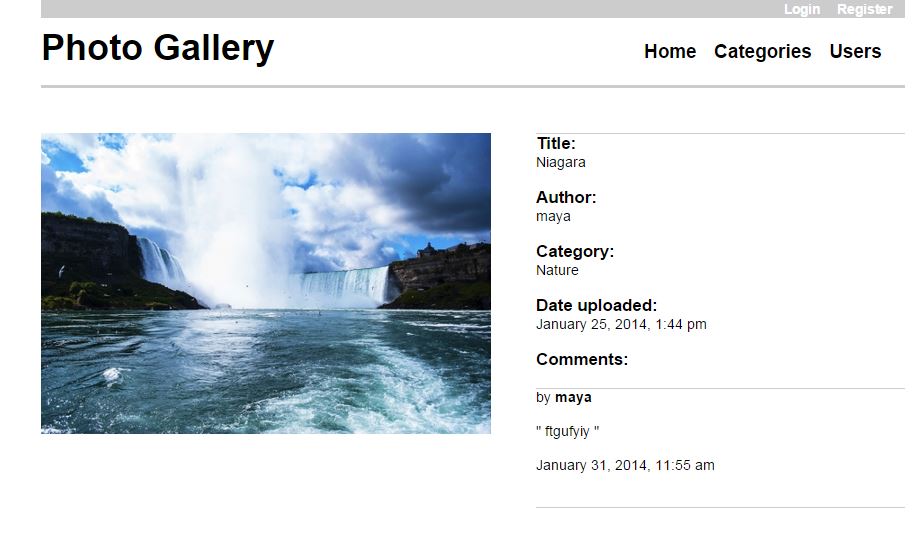 Login Register
Photo Gallery
Home Categories Users
Title:
Niagara
Author:
maya
Category:
Nature
Date uploaded:
January 25, 2014, 1:44 pm
Comments:
by maya
" ftgufyiy "
January 31, 2014, 11:55 am